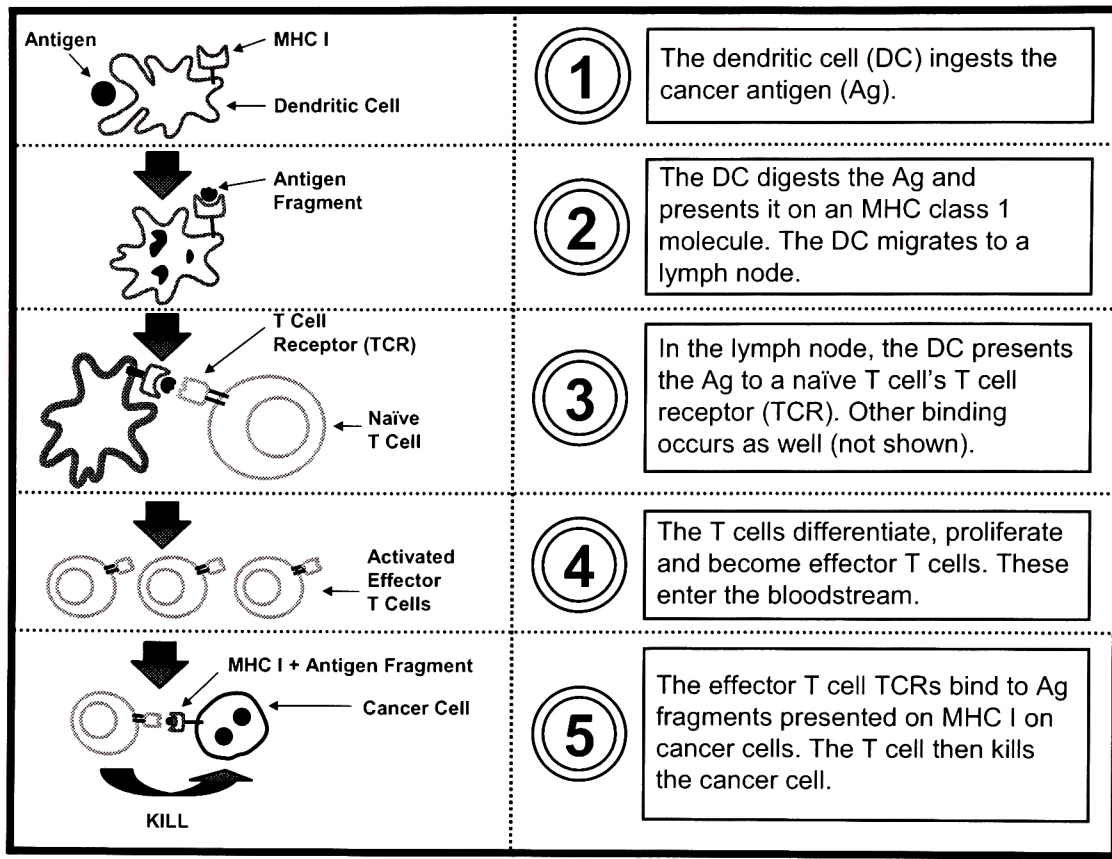 Antigen
MHC I
Dendritic Cell
1
The dendritic cell (DC) ingests the
cancer antigen (Ag).
Antigen
Fragment
2
The DC digests the Ag and
presents it on an MHC class 1
molecule. The DC migrates to a
lymph node.
T Cell
Receptor (TCR)
Naïve
T Cell
3
In the lymph node, the DC presents
the Ag to a naïve T cell's T cell
receptor (TCR). Other binding
occurs as well (not shown).
Activated
Effector
T Cells
4
The T cells differentiate, proliferate
and become effector T cells. These
enter the bloodstream.
MHC I + Antigen Fragment
Cancer Cell
KILL
5
The effector T cell TCRs bind to Ag
fragments presented on MHC I on
cancer cells. The T cell then kills
the cancer cell.